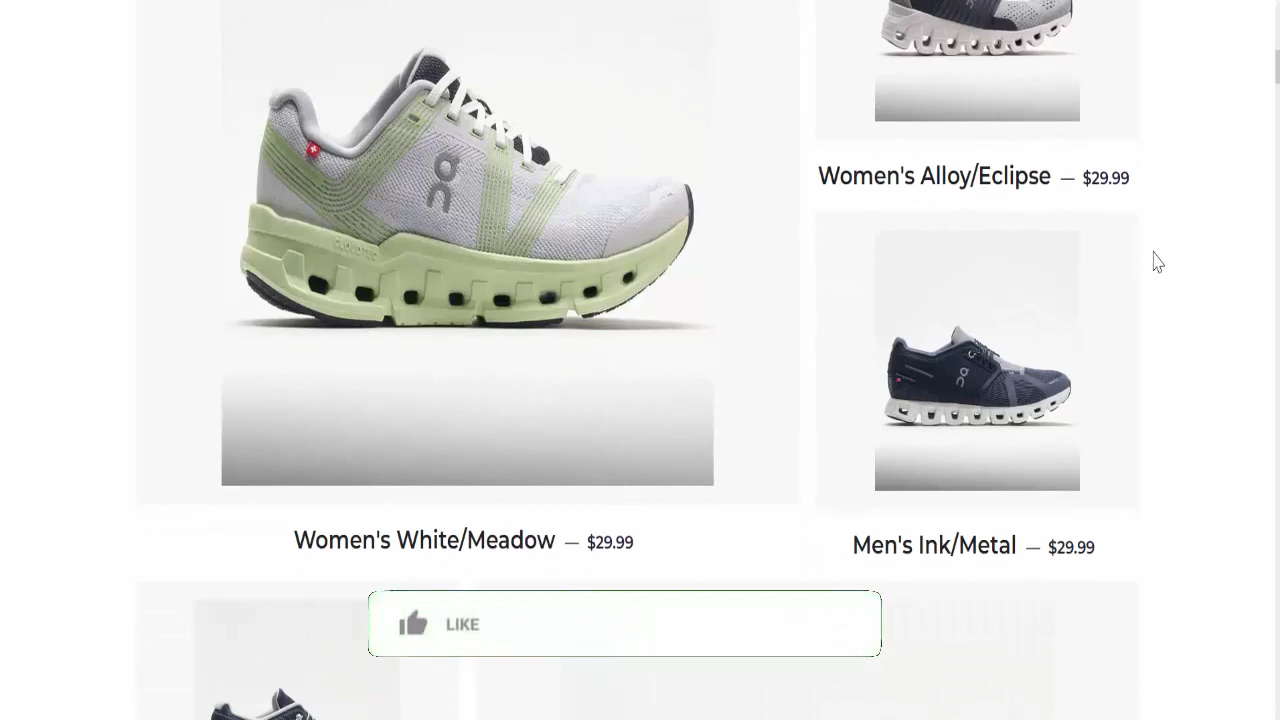 Women's Alloy/Eclipse — $29.99
Women's White/Meadow — $29.99
Men's Ink/Metal — $29.99
LIKE